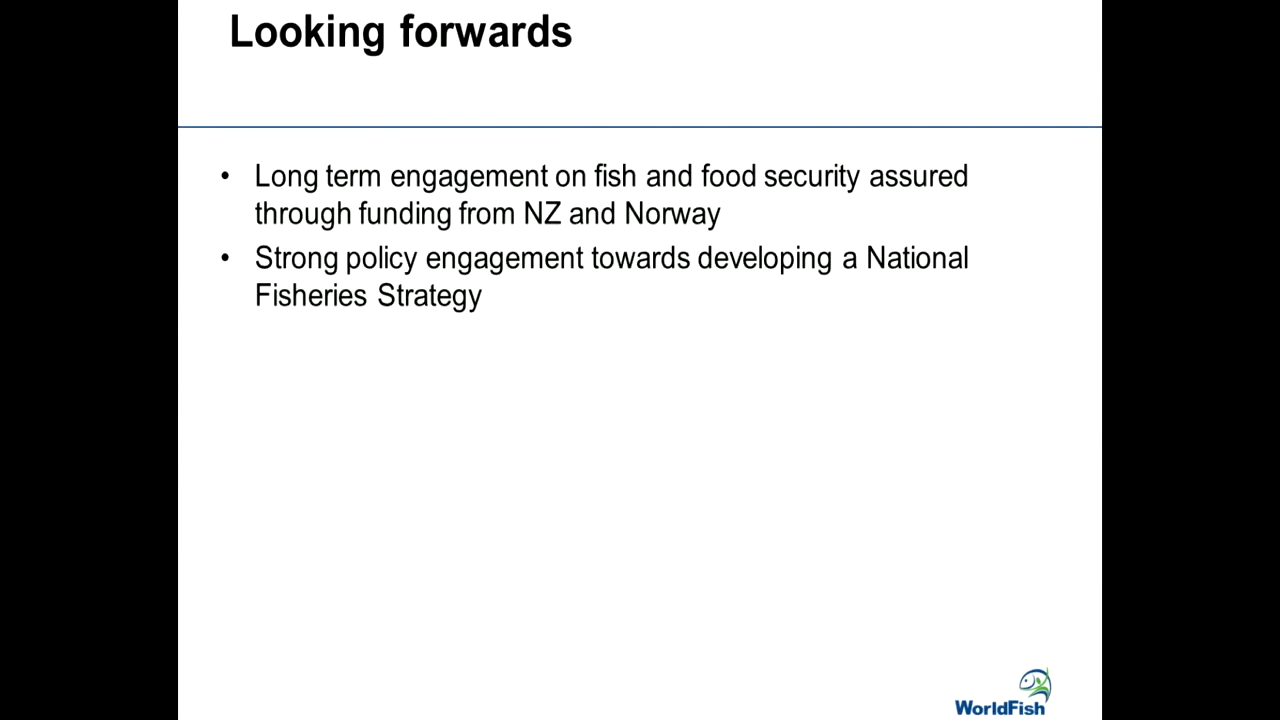 Looking forwards
• Long term engagement on fish and food security assured
through funding from NZ and Norway
• Strong policy engagement towards developing a National
Fisheries Strategy
WorldFish